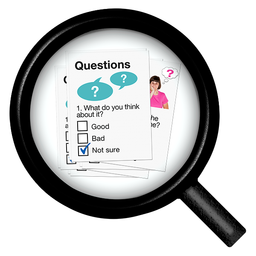 Questions
?
?
1. What do you think
about it?
Good
Bad
Not sure
?